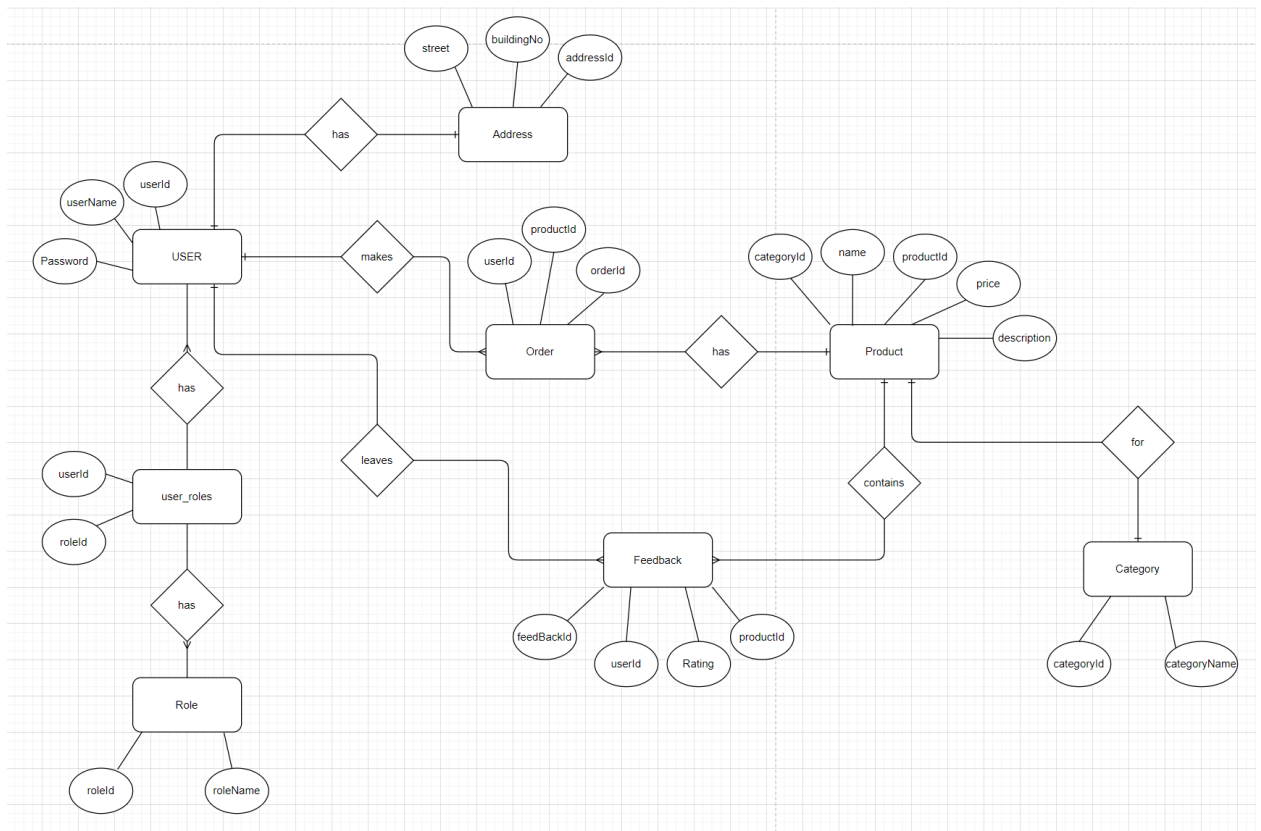 street
buildingNo
addressId
has
Address
userName
userId
Password
USER
makes
userId
productId
orderId
Order
has
categoryId
name
productId
price
description
Product
has
leaves
for
contains
userId
user_roles
roleId
Feedback
Category
has
feedBackId
userId
Rating
productId
categoryId
categoryName
Role
roleId
roleName